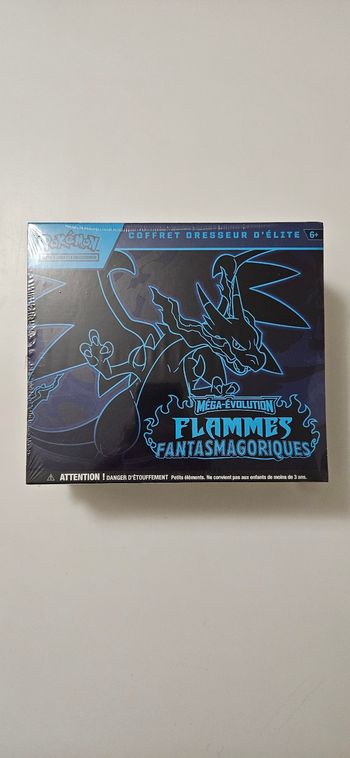 POKÉMON
COFFRET DRESSEUR D'ÉLITE 6+
MÉGA-ÉVOLUTION
FLAMMES
FANTASMAGORIQUES
ATTENTION ! DANGER D'ÉTOUFFEMENT Petits éléments. Ne convient pas aux enfants de moins de 3 ans.